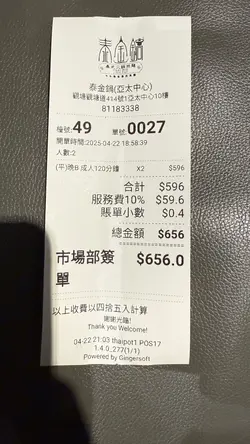 泰金鍋
泰金鍋(亞太中心)
觀塘觀塘道414號1亞太中心10樓
81183338
檯號:49 單號:0027
開單時間:2025-04-22 18:58:39
人數:2
(平)晚B 成人120分鐘 X2 $596
合計 $596
服務費10% $59.6
賬單小數 $0.4
總金額 $656
市場部簽單 $656.0
以上收費以四捨五入計算
謝謝光臨!
Thank you Welcome!
04-22 21:03 thaipot1.POS17
1.4.0_277(1/1)
Powered by Gingersoft